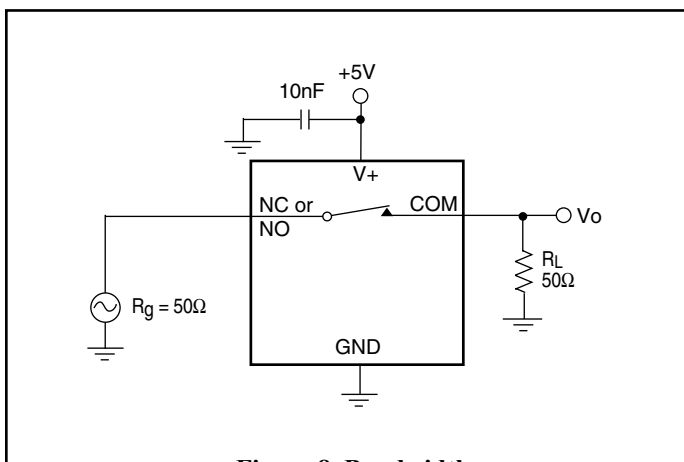 +5V
10nF
V+
NC or
NO
COM
Vo
RL
50Ω
Rg = 50Ω
GND